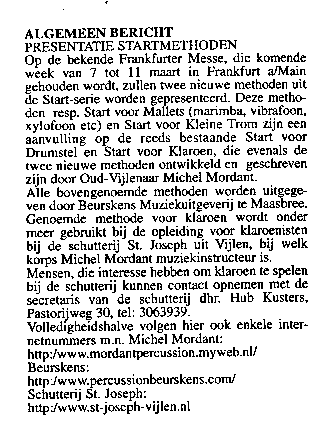 ALGEMEEN BERICHT
PRESENTATIE STARTMETHODEN
Op de bekende Frankfurter Messe, die komende
week van 7 tot 11 maart in Frankfurt a/Main
gehouden wordt, zullen twee nieuwe methoden uit
de Start-serie worden gepresenteerd. Deze metho-
den resp. Start voor Mallets (marimba, vibrafoon,
xylofoon etc) en Start voor Kleine Trom zijn een
aanvulling op de reeds bestaande Start voor
Drumstel en Start voor Klaroen, die evenals de
twee nieuwe methoden ontwikkeld en geschreven
zijn door Oud-Vijlenaar Michel Mordant.
Alle bovengenoemde methoden worden uitgege-
ven door Beurskens Muziekuitgeverij te Maasbree.
Genoemde methode voor klaroen wordt onder
meer gebruikt bij de opleiding voor klaroenisten
bij de schutterij St. Joseph uit Vijlen, bij welk
korps Michel Mordant muziekinstructeur is.
Mensen, die interesse hebben om klaroen te spelen
bij de schutterij kunnen contact opnemen met de
secretaris van de schutterij dhr. Hub Kusters,
Pastorijweg 30, tel: 3063939.
Volledigheidshalve volgen hier ook enkele inter-
netnummers m.n. Michel Mordant:
http:/www.mordantpercussion.myweb.nl/
Beurskens:
http:/www.percussionbeurskens.com/
Schutterij St. Joseph:
http:/www.st-joseph-vijlen.nl